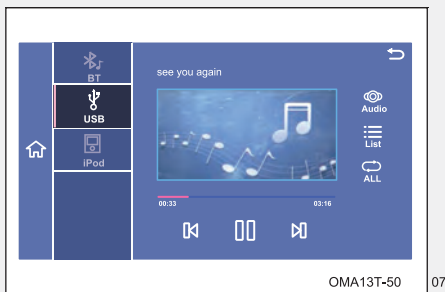 BT
USB
iPod
see you again
Audio
List
ALL
00:33
03:16
OMA13T-50
07